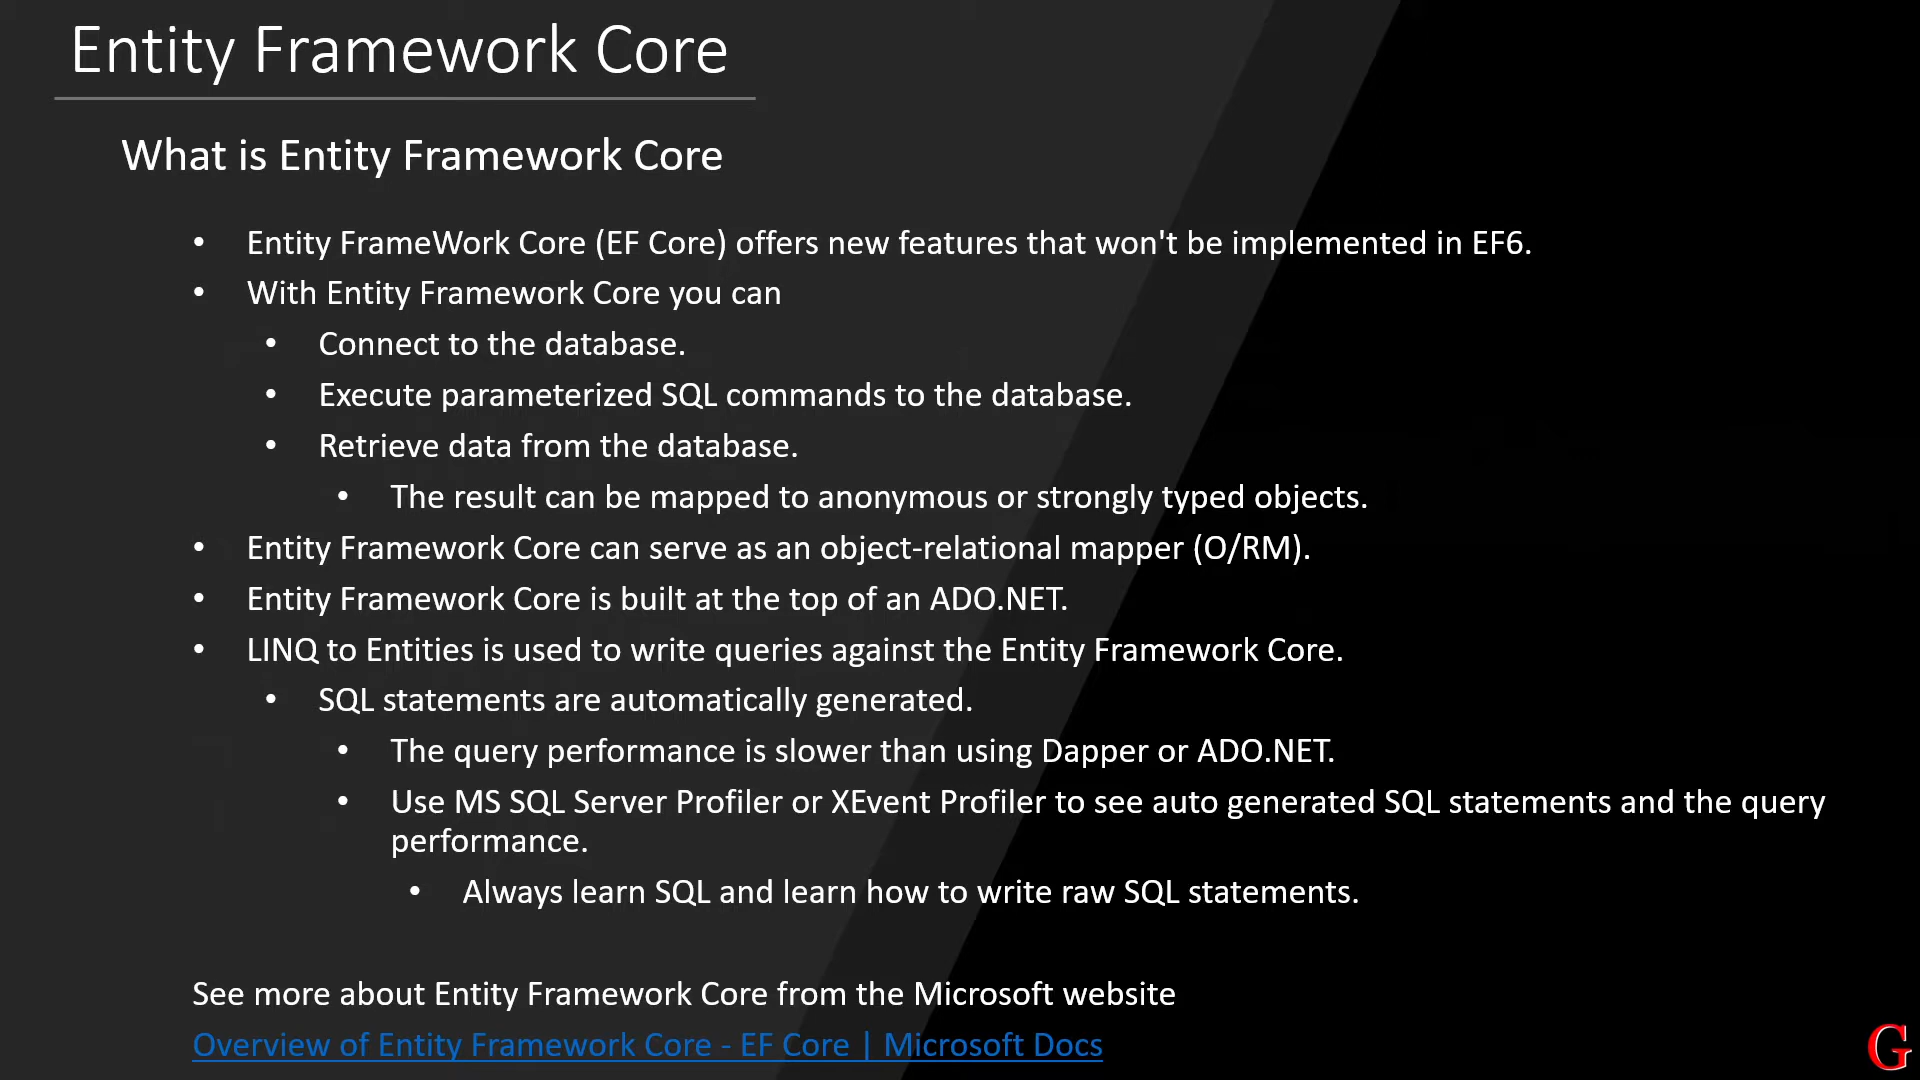 Entity Framework Core
What is Entity Framework Core
• Entity FrameWork Core (EF Core) offers new features that won't be implemented in EF6.
• With Entity Framework Core you can
• Connect to the database.
• Execute parameterized SQL commands to the database.
• Retrieve data from the database.
• The result can be mapped to anonymous or strongly typed objects.
• Entity Framework Core can serve as an object-relational mapper (O/RM).
• Entity Framework Core is built at the top of an ADO.NET.
• LINQ to Entities is used to write queries against the Entity Framework Core.
• SQL statements are automatically generated.
• The query performance is slower than using Dapper or ADO.NET.
• Use MS SQL Server Profiler or XEvent Profiler to see auto generated SQL statements and the query
performance.
• Always learn SQL and learn how to write raw SQL statements.
See more about Entity Framework Core from the Microsoft website
Overview of Entity Framework Core - EF Core | Microsoft Docs
G